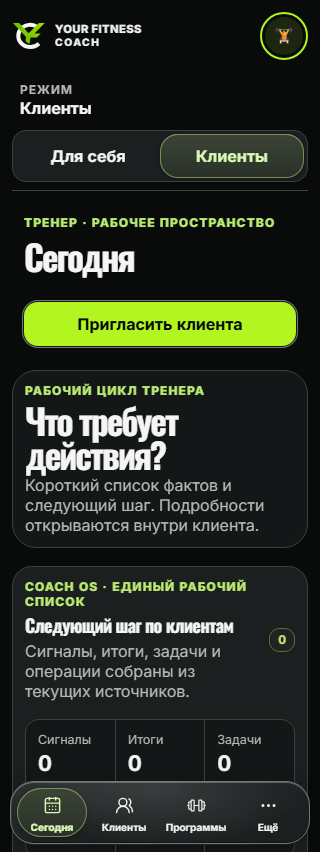 YOUR FITNESS
COACH
РЕЖИМ
Клиенты
Для себя
Клиенты
ТРЕНЕР · РАБОЧЕЕ ПРОСТРАНСТВО
Сегодня
Пригласить клиента
РАБОЧИЙ ЦИКЛ ТРЕНЕРА
Что требует
действия?
Короткий список фактов и
следующий шаг. Подробности
открываются внутри клиента.
COACH OS · ЕДИНЫЙ РАБОЧИЙ
СПИСОК
Следующий шаг по клиентам
0
Сигналы, итоги, задачи и
операции собраны из
текущих источников.
Сигналы
Итоги
Задачи
0
0
0
Сегодня
Клиенты
Программы
Ещё